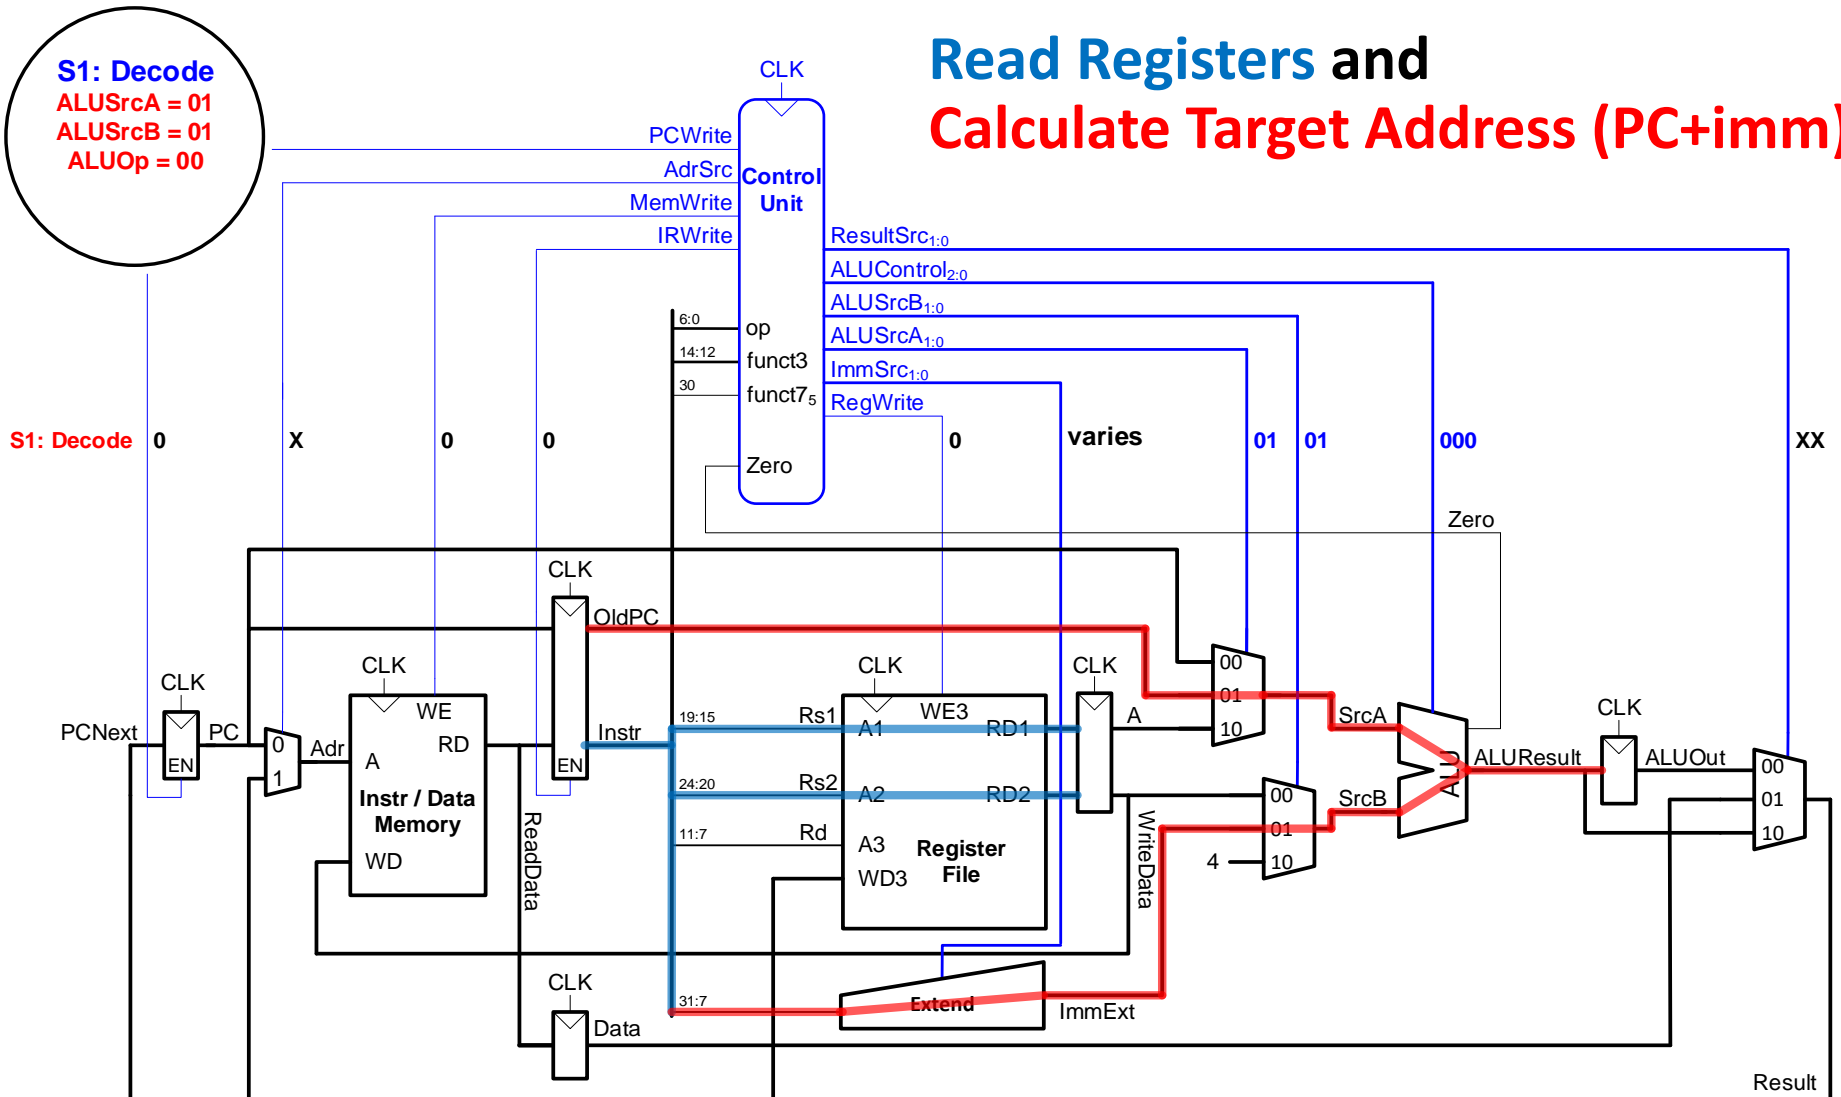 Read Registers and
Calculate Target Address (PC+imm)
S1: Decode
ALUSrcA = 01
ALUSrcB = 01
ALUOp = 00
CLK
PCWrite
AdrSrc
MemWrite
IRWrite
Control
Unit
ResultSrc1:0
ALUControl2:0
ALUSrcB1:0
ALUSrcA1:0
ImmSrc1:0
RegWrite
6:0
op
14:12
funct3
30
funct75
Zero
S1: Decode 0 X 0 0 0 varies 01 01 000 XX
Zero
CLK
OldPC
CLK
CLK
CLK
CLK
CLK
PCNext
EN
PC
0
1
Adr
WE
A
RD
Instr / Data
Memory
WD
ReadData
EN
Instr
19:15
Rs1
A1
WE3
RD1
24:20
Rs2
A2
RD2
11:7
Rd
A3
WD3
Register
File
A
WriteData
00
01
10
00
01
10
4
SrcA
SrcB
ALU
ALUResult
ALUOut
00
01
10
31:7
Extend
ImmExt
CLK
Data
Result